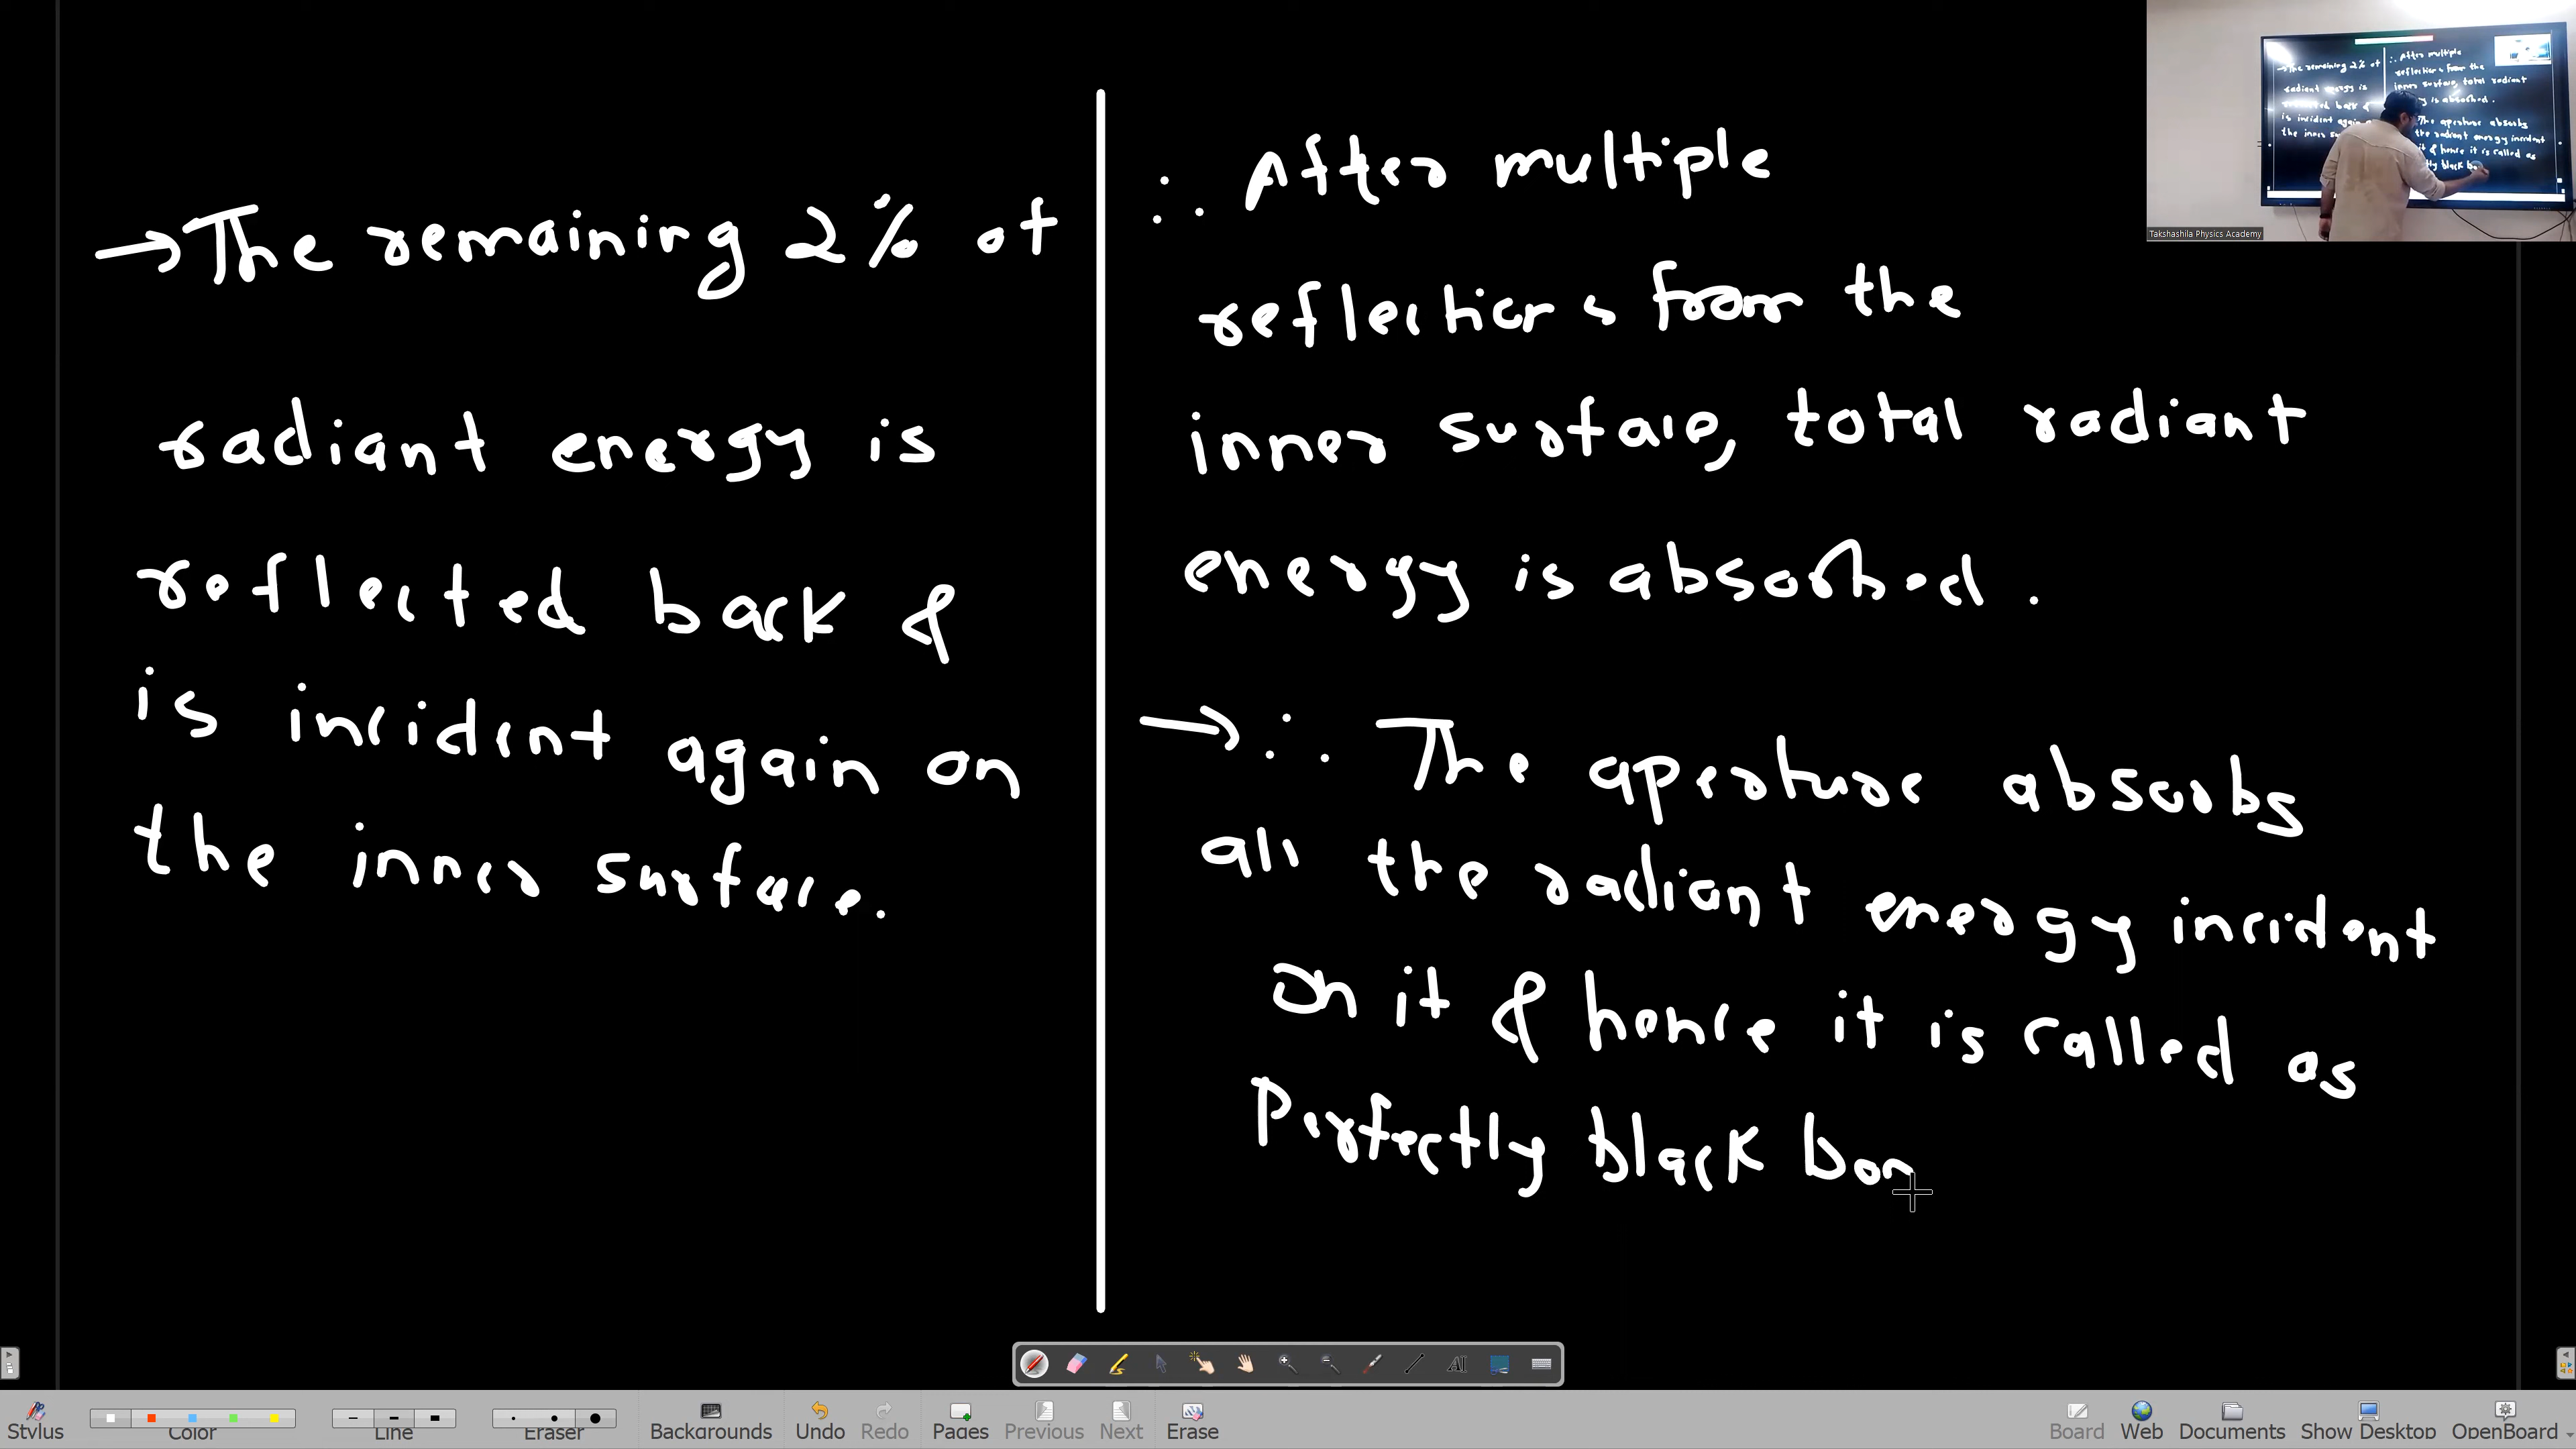 → The remaining 2% of
radiant energy is
reflected back &
is incident again on
the inner surface.
∴ After multiple
reflections from the
inner surface, total radiant
energy is absorbed.
→ ∴ The aperture absorbs
all the radiant energy incident
on it & hence it is called as
Perfectly black bo
Takshashila Physics Academy
Stylus
Color
Line
Eraser
Backgrounds
Undo
Redo
Pages
Previous
Next
Erase
Board
Web
Documents
Show Desktop
OpenBoard